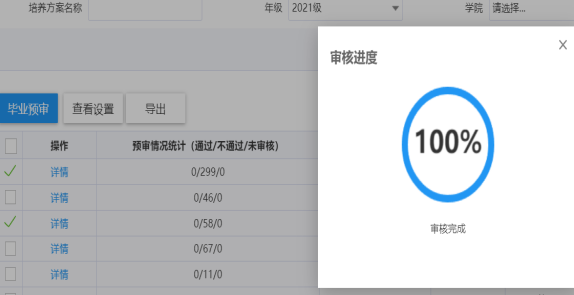 培养方案名称 年级 2021级 学院 请选择...
审核进度
100%
审核完成
毕业预审 查看设置 导出
操作 预审情况统计（通过/不通过/未审核）
详情 0/299/0
详情 0/46/0
详情 0/58/0
详情 0/67/0
详情 0/11/0